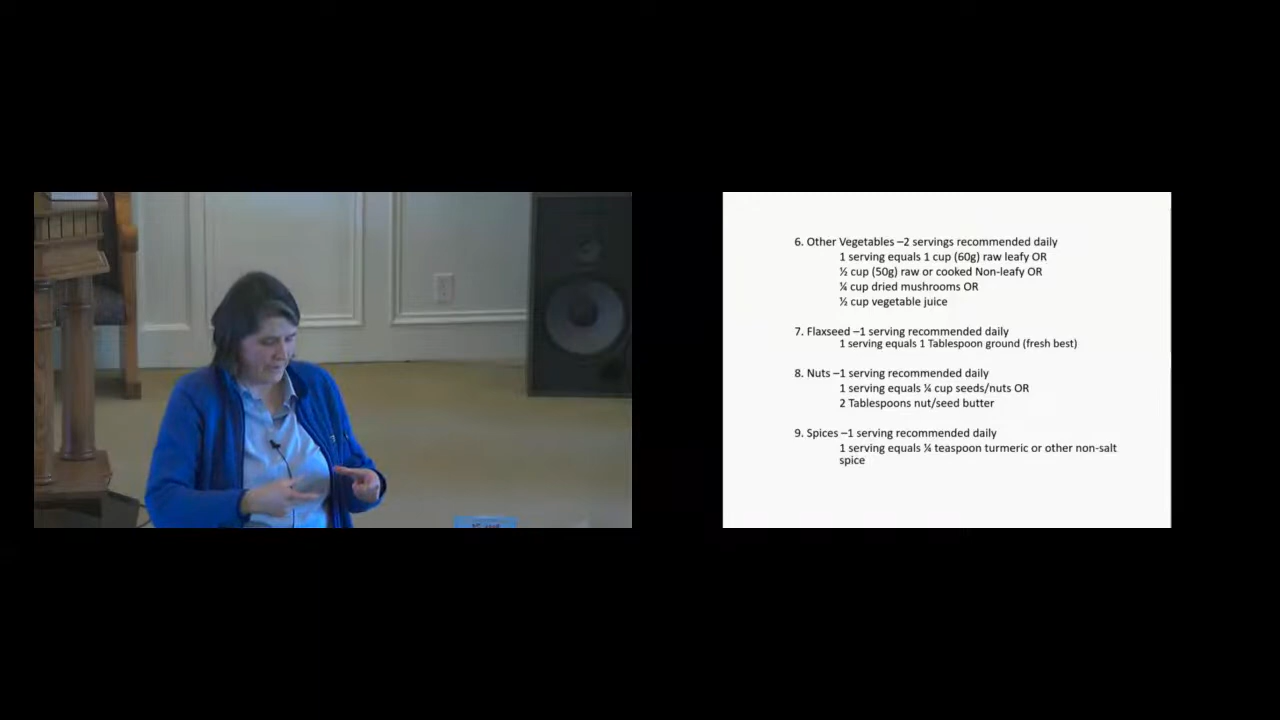 6. Other Vegetables –2 servings recommended daily
1 serving equals 1 cup (60g) raw leafy OR
½ cup (50g) raw or cooked Non-leafy OR
¼ cup dried mushrooms OR
½ cup vegetable juice
7. Flaxseed –1 serving recommended daily
1 serving equals 1 Tablespoon ground (fresh best)
8. Nuts –1 serving recommended daily
1 serving equals ¼ cup seeds/nuts OR
2 Tablespoons nut/seed butter
9. Spices –1 serving recommended daily
1 serving equals ¼ teaspoon turmeric or other non-salt
spice